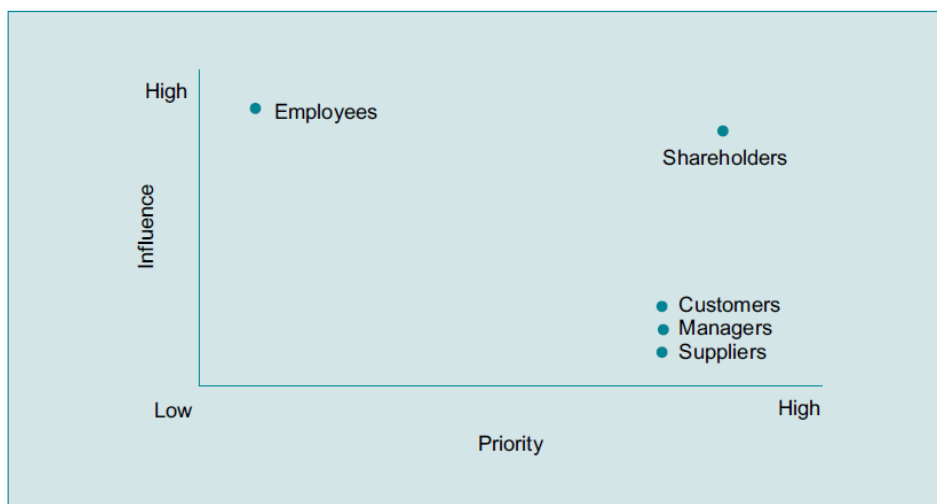 High
Employees
Shareholders
Influence
Customers
Managers
Suppliers
Low
High
Priority